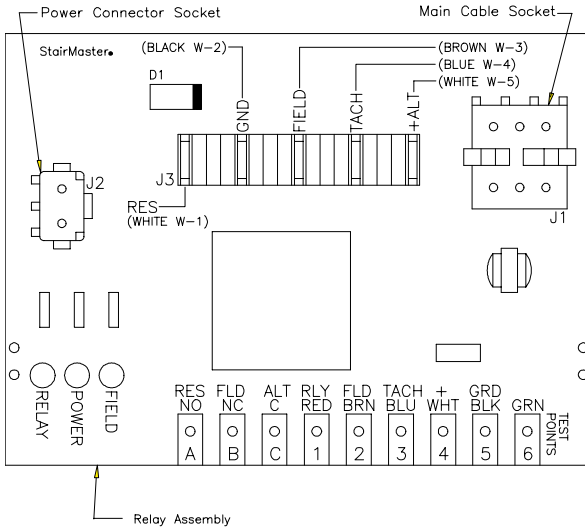 Power Connector Socket
Main Cable Socket
StairMaster
(BLACK W-2)
(BROWN W-3)
(BLUE W-4)
(WHITE W-5)
D1
GND
FIELD
TACH
+ALT
J2
J3
J1
RES
(WHITE W-1)
RELAY
POWER
FIELD
RES FLD ALT RLY FLD TACH + GRD
NO NC C RED BRN BLU WHT BLK GRN
TEST
POINTS
A B C 1 2 3 4 5 6
Relay Assembly